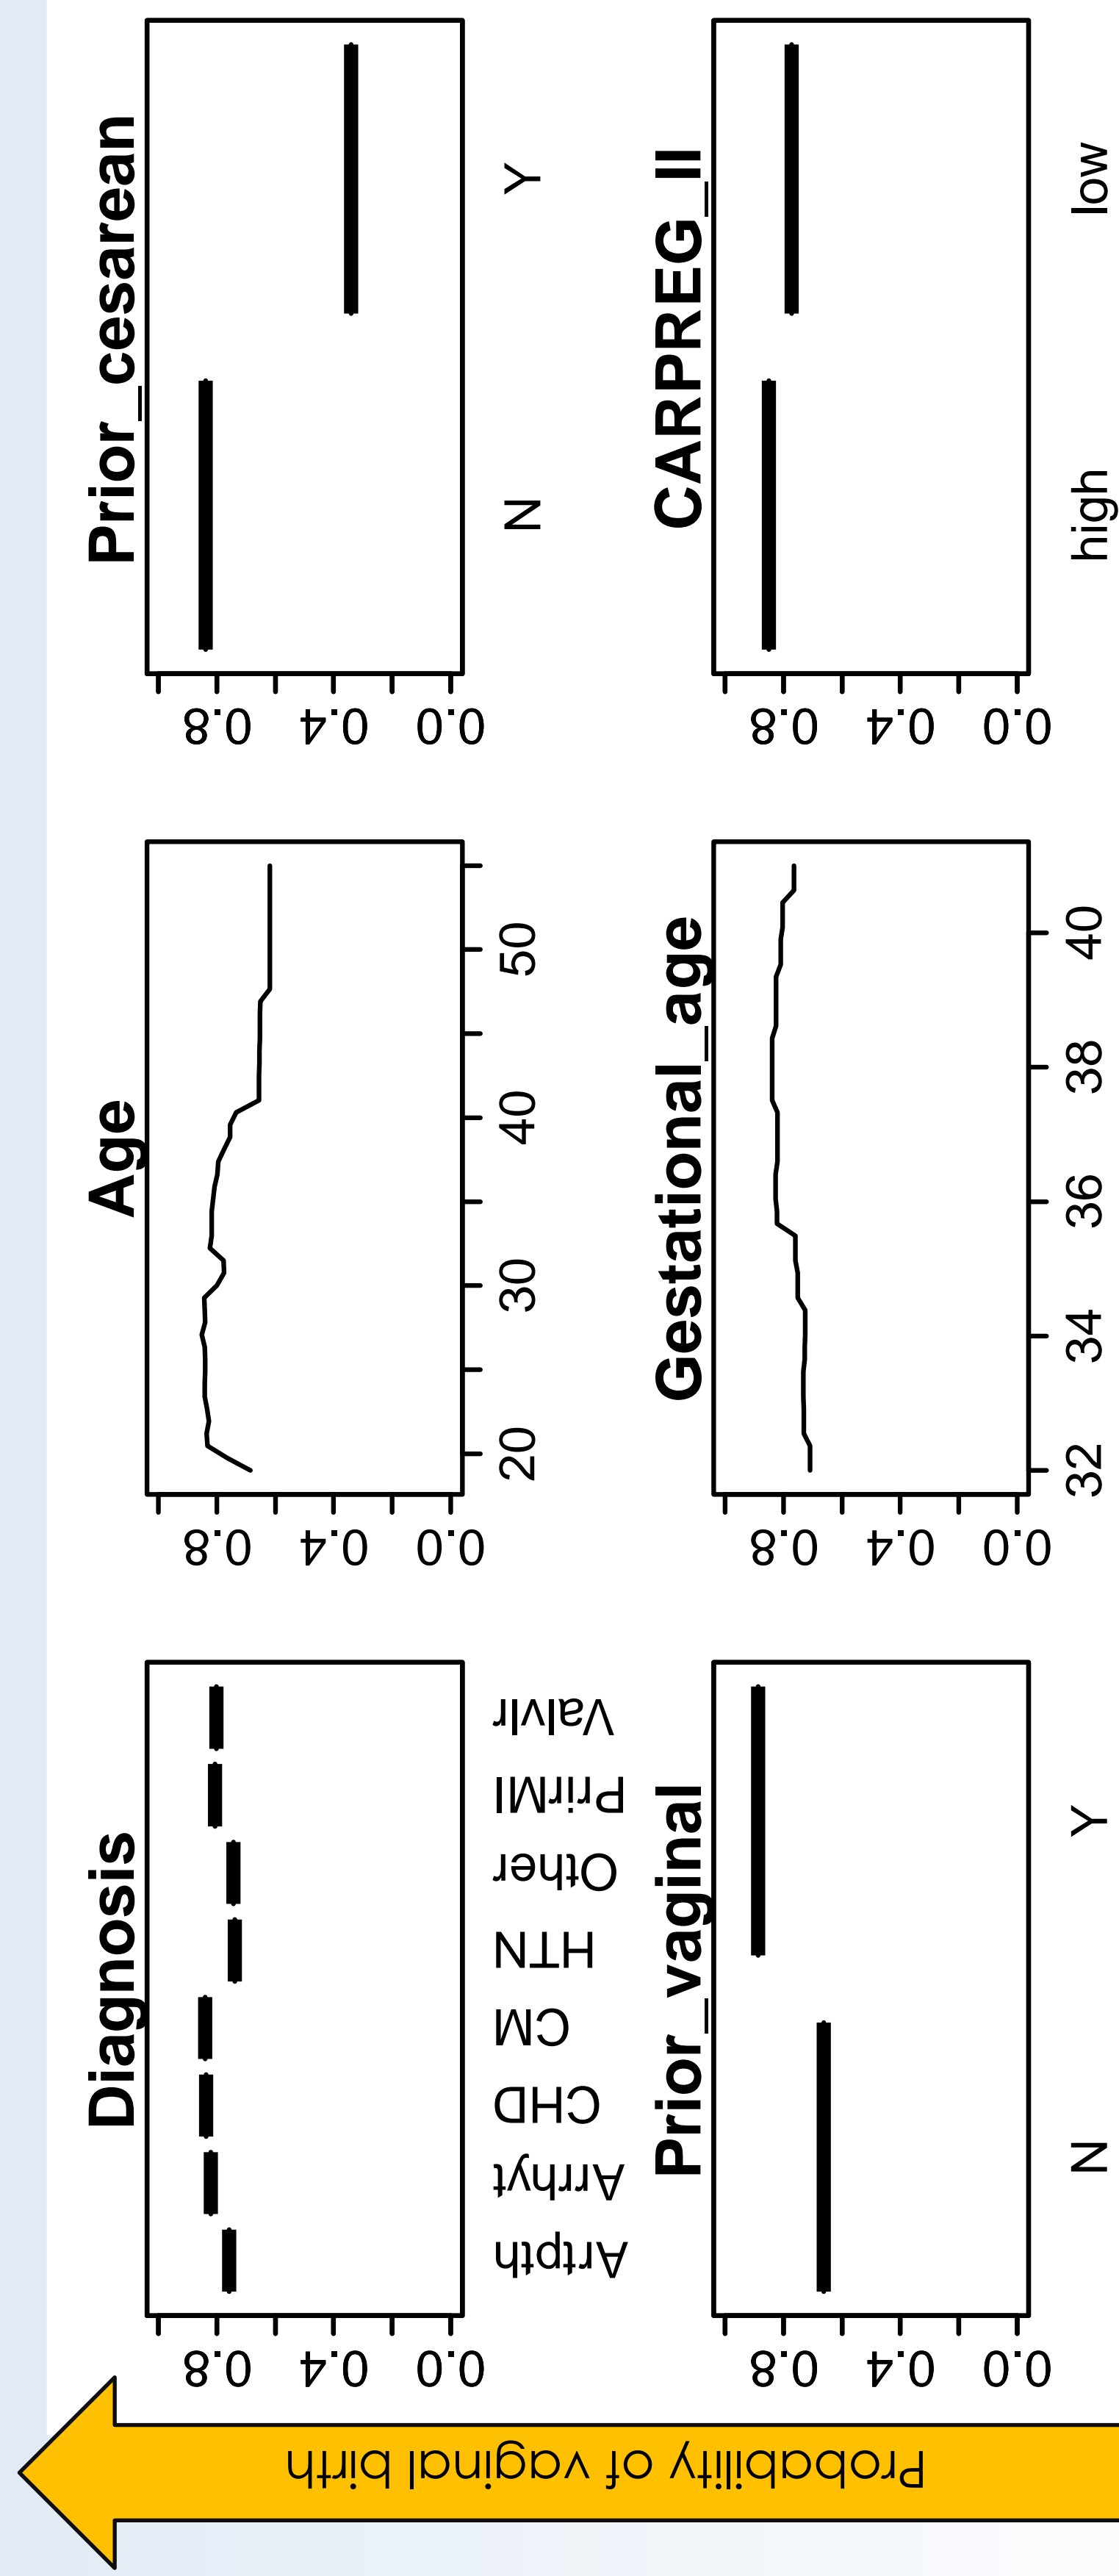 Probability of vaginal birth
Diagnosis
0.0 0.4 0.8
Artpth Arrhyt CHD CM HTN Other PrirMI Valvlr
Age
0.0 0.4 0.8
20 30 40 50
Prior_cesarean
0.0 0.4 0.8
N Y
Prior_vaginal
0.0 0.4 0.8
N Y
Gestational_age
0.0 0.4 0.8
32 34 36 38 40
CARPREG_II
0.0 0.4 0.8
high low